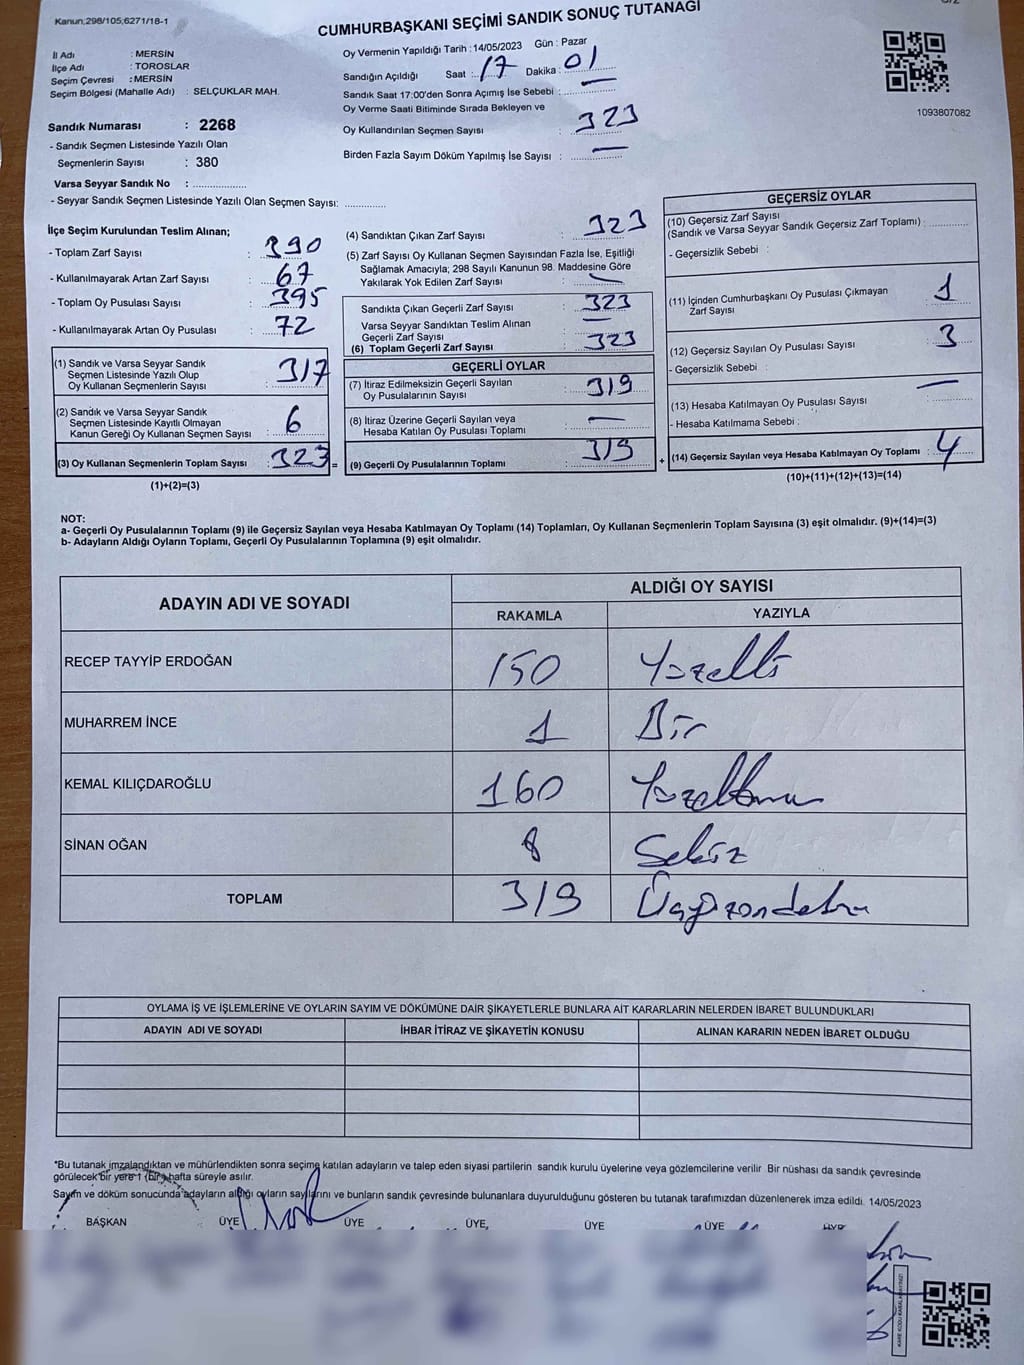 Kanun;298/105;6271/18-1
CUMHURBAŞKANI SEÇİMİ SANDIK SONUÇ TUTANAĞI
İl Adı : MERSİN
İlçe Adı : TOROSLAR
Seçim Çevresi : MERSİN
Seçim Bölgesi (Mahalle Adı) : SELÇUKLAR MAH.
Sandık Numarası : 2268
- Sandık Seçmen Listesinde Yazılı Olan
Seçmenlerin Sayısı : 380
Varsa Seyyar Sandık No : ..................
- Seyyar Sandık Seçmen Listesinde Yazılı Olan Seçmen Sayısı: ..............
Oy Vermenin Yapıldığı Tarih : 14/05/2023 Gün : Pazar
Sandığın Açıldığı Saat : 17 Dakika : 01
Sandık Saat 17:00'den Sonra Açımış İse Sebebi : —
Oy Verme Saati Bitiminde Sırada Bekleyen ve
Oy Kullandırılan Seçmen Sayısı : 323
Birden Fazla Sayım Döküm Yapılmış İse Sayısı : —
1093807082
İlçe Seçim Kurulundan Teslim Alınan;
- Toplam Zarf Sayısı : 390
- Kullanılmayarak Artan Zarf Sayısı : 67
- Toplam Oy Pusulası Sayısı : 395
- Kullanılmayarak Artan Oy Pusulası : 72
(1) Sandık ve Varsa Seyyar Sandık
Seçmen Listesinde Yazılı Olup
Oy Kullanan Seçmenlerin Sayısı : 317
(2) Sandık ve Varsa Seyyar Sandık
Seçmen Listesinde Kayıtlı Olmayan
Kanun Gereği Oy Kullanan Seçmen Sayısı : 6
(3) Oy Kullanan Seçmenlerin Toplam Sayısı : 323 =
(1)+(2)=(3)
(4) Sandıktan Çıkan Zarf Sayısı : 323
(5) Zarf Sayısı Oy Kullanan Seçmen Sayısından Fazla İse, Eşitliği
Sağlamak Amacıyla; 298 Sayılı Kanunun 98. Maddesine Göre
Yakılarak Yok Edilen Zarf Sayısı : —
Sandıkta Çıkan Geçerli Zarf Sayısı : 323
Varsa Seyyar Sandıktan Teslim Alınan
Geçerli Zarf Sayısı :
(6) Toplam Geçerli Zarf Sayısı : 323
GEÇERLİ OYLAR
(7) İtiraz Edilmeksizin Geçerli Sayılan
Oy Pusulalarının Sayısı : 319
(8) İtiraz Üzerine Geçerli Sayılan veya
Hesaba Katılan Oy Pusulası Toplamı : —
(9) Geçerli Oy Pusulalarının Toplamı : 319 +
GEÇERSİZ OYLAR
(10) Geçersiz Zarf Sayısı
(Sandık ve Varsa Seyyar Sandık Geçersiz Zarf Toplamı) : .............
- Geçersizlik Sebebi :
(11) İçinden Cumhurbaşkanı Oy Pusulası Çıkmayan
Zarf Sayısı : 1
(12) Geçersiz Sayılan Oy Pusulası Sayısı : 3
- Geçersizlik Sebebi :
(13) Hesaba Katılmayan Oy Pusulası Sayısı : —
- Hesaba Katılmama Sebebi :
(14) Geçersiz Sayılan veya Hesaba Katılmayan Oy Toplamı : 4
(10)+(11)+(12)+(13)=(14)
NOT:
a- Geçerli Oy Pusulalarının Toplamı (9) ile Geçersiz Sayılan veya Hesaba Katılmayan Oy Toplamı (14) Toplamları, Oy Kullanan Seçmenlerin Toplam Sayısına (3) eşit olmalıdır. (9)+(14)=(3)
b- Adayların Aldığı Oyların Toplamı, Geçerli Oy Pusulalarının Toplamına (9) eşit olmalıdır.
ADAYIN ADI VE SOYADI ALDIĞI OY SAYISI
RAKAMLA YAZIYLA
RECEP TAYYİP ERDOĞAN 150 Yüzelli
MUHARREM İNCE 1 Bir
KEMAL KILIÇDAROĞLU 160 Yüzaltmış
SİNAN OĞAN 8 Sekiz
TOPLAM 319 Üçyüzondokuz
OYLAMA İŞ VE İŞLEMLERİNE VE OYLARIN SAYIM VE DÖKÜMÜNE DAİR ŞİKAYETLERLE BUNLARA AİT KARARLARIN NELERDEN İBARET BULUNDUKLARI
ADAYIN ADI VE SOYADI İHBAR İTİRAZ VE ŞİKAYETİN KONUSU ALINAN KARARIN NEDEN İBARET OLDUĞU
*Bu tutanak imzalandıktan ve mühürlendikten sonra seçime katılan adayların ve talep eden siyasi partilerin sandık kurulu üyelerine veya gözlemcilerine verilir Bir nüshası da sandık çevresinde
görülecek bir yere 1 (bir) hafta süreyle asılır.
Sayım ve döküm sonucunda adayların aldığı oyların sayılarını ve bunların sandık çevresinde bulunanlara duyurulduğunu gösteren bu tutanak tarafımızdan düzenlenerek imza edildi. 14/05/2023
BAŞKAN ÜYE ÜYE ÜYE, ÜYE ÜYE ÜYE